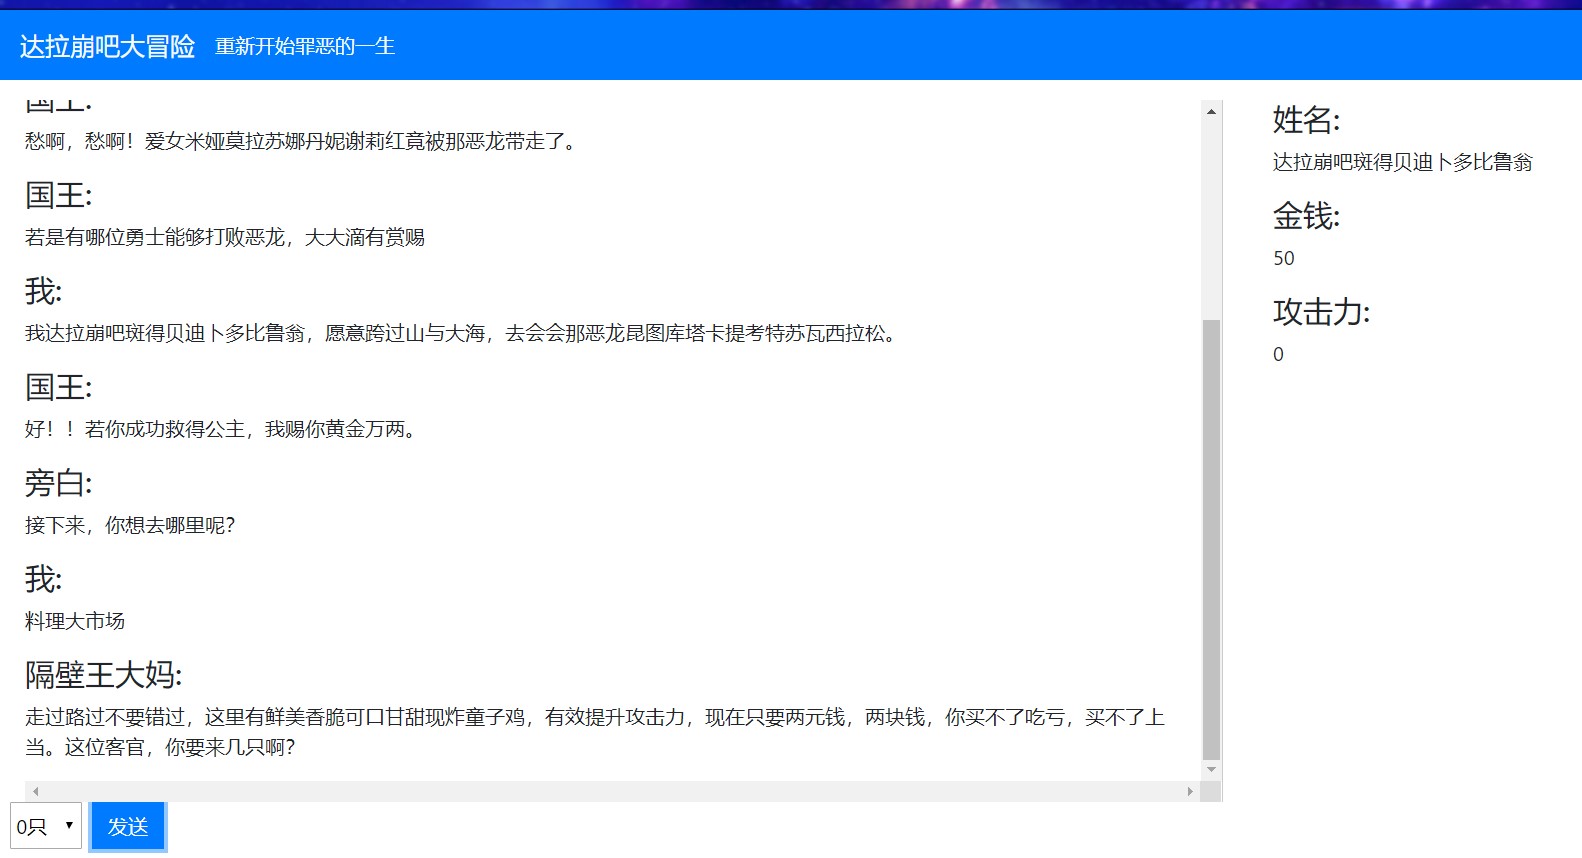 达拉崩吧大冒险 重新开始罪恶的一生
国王:
愁啊，愁啊！爱女米娅莫拉苏娜丹妮谢莉红竟被那恶龙带走了。
国王:
若是有哪位勇士能够打败恶龙，大大滴有赏赐
我:
我达拉崩吧斑得贝迪卜多比鲁翁，愿意跨过山与大海，去会会那恶龙昆图库塔卡提考特苏瓦西拉松。
国王:
好！！若你成功救得公主，我赐你黄金万两。
旁白:
接下来，你想去哪里呢？
我:
料理大市场
隔壁王大妈:
走过路过不要错过，这里有鲜美香脆可口甘甜现炸童子鸡，有效提升攻击力，现在只要两元钱，两块钱，你买不了吃亏，买不了上
当。这位客官，你要来几只啊？
0只 发送
姓名:
达拉崩吧斑得贝迪卜多比鲁翁
金钱:
50
攻击力:
0